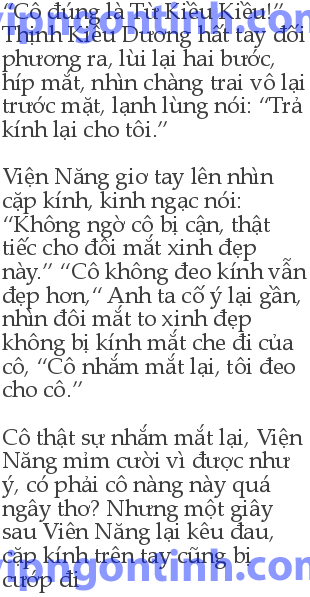 “Cô đúng là Từ Kiều Kiều!”
Thịnh Kiều Dương hất tay đối
phương ra, lùi lại hai bước,
híp mắt, nhìn chàng trai vô lại
trước mặt, lạnh lùng nói: “Trả
kính lại cho tôi.”
Viện Năng giơ tay lên nhìn
cặp kính, kinh ngạc nói:
“Không ngờ cô bị cận, thật
tiếc cho đôi mắt xinh đẹp
này.” “Cô không đeo kính vẫn
đẹp hơn,“ Anh ta cố ý lại gần,
nhìn đôi mắt to xinh đẹp
không bị kính mắt che đi của
cô, “Cô nhắm mắt lại, tôi đeo
cho cô.”
Cô thật sự nhắm mắt lại, Viện
Năng mỉm cười vì được như
ý, có phải cô nàng này quá
ngây thơ? Nhưng một giây
sau Viên Năng lại kêu đau,
cặp kính trên tay cũng bị
cướp đi
vipngontinh.com
vipngontinh.com
vipngontinh.com